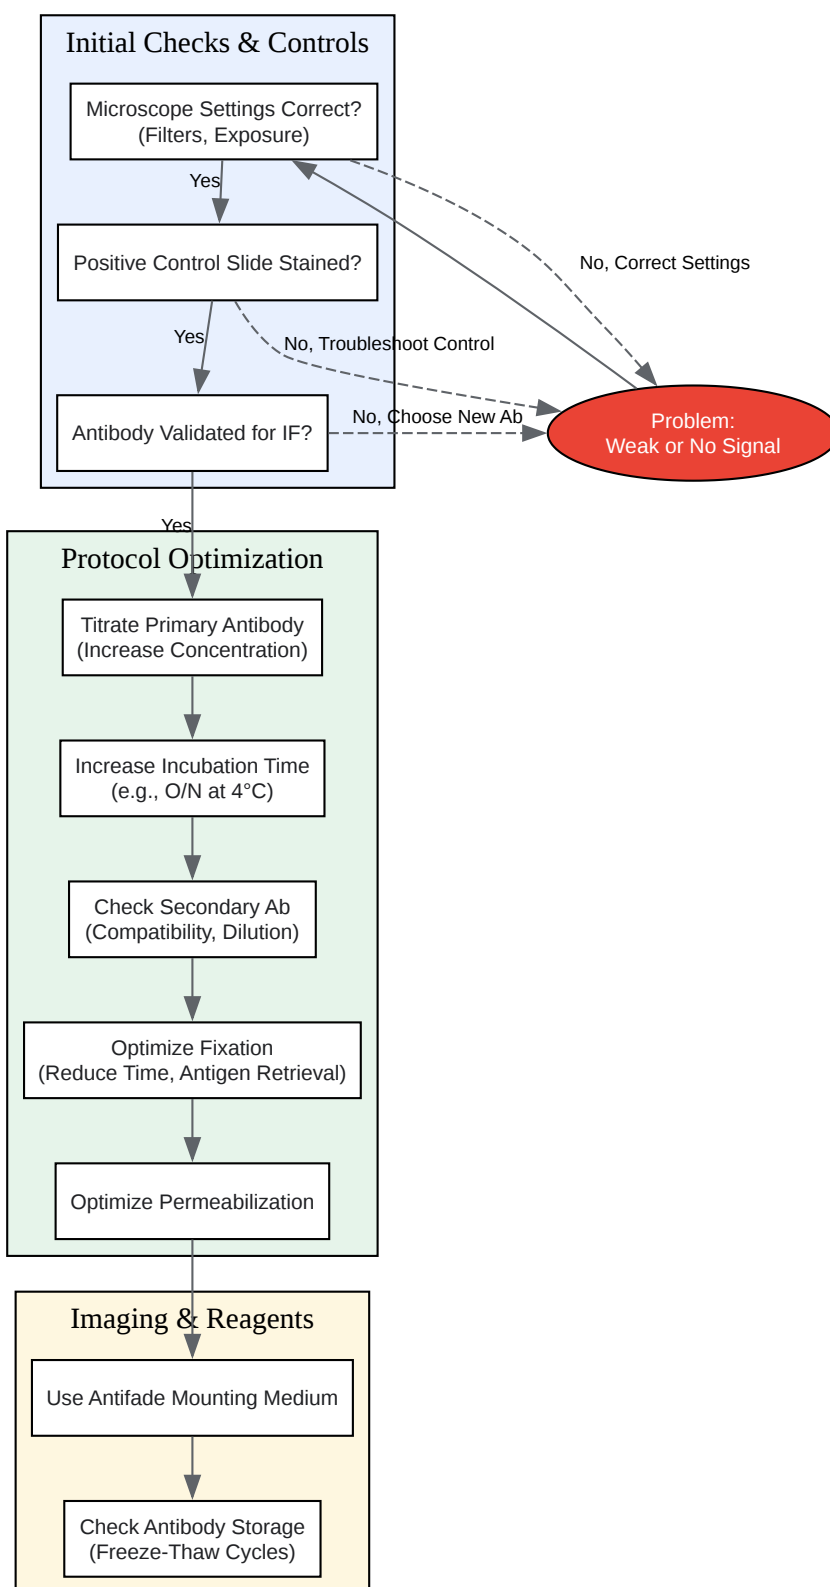 Initial Checks & Controls
Microscope Settings Correct?
(Filters, Exposure)
Yes
No, Correct Settings
Positive Control Slide Stained?
Yes
No, Troubleshoot Control
Antibody Validated for IF?
No, Choose New Ab
Problem:
Weak or No Signal
Yes
Protocol Optimization
Titrate Primary Antibody
(Increase Concentration)
Increase Incubation Time
(e.g., O/N at 4°C)
Check Secondary Ab
(Compatibility, Dilution)
Optimize Fixation
(Reduce Time, Antigen Retrieval)
Optimize Permeabilization
Imaging & Reagents
Use Antifade Mounting Medium
Check Antibody Storage
(Freeze-Thaw Cycles)